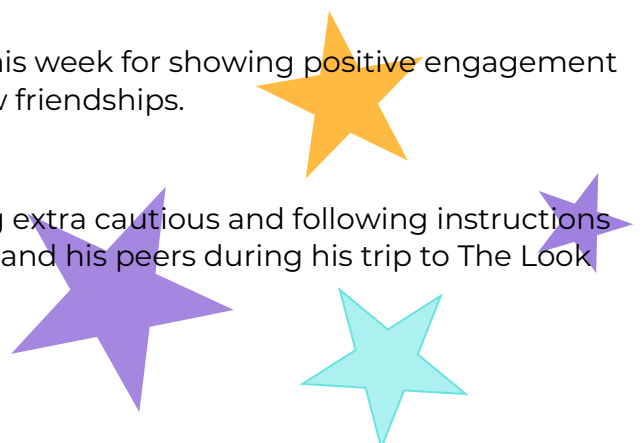 his week for showing positive engagement
friendships.
extra cautious and following instructions
and his peers during his trip to The Look